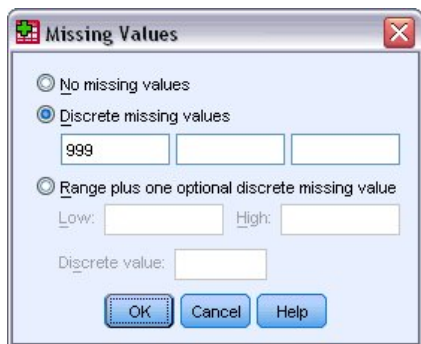 Missing Values
No missing values
Discrete missing values
999
Range plus one optional discrete missing value
Low: High:
Discrete value:
OK Cancel Help